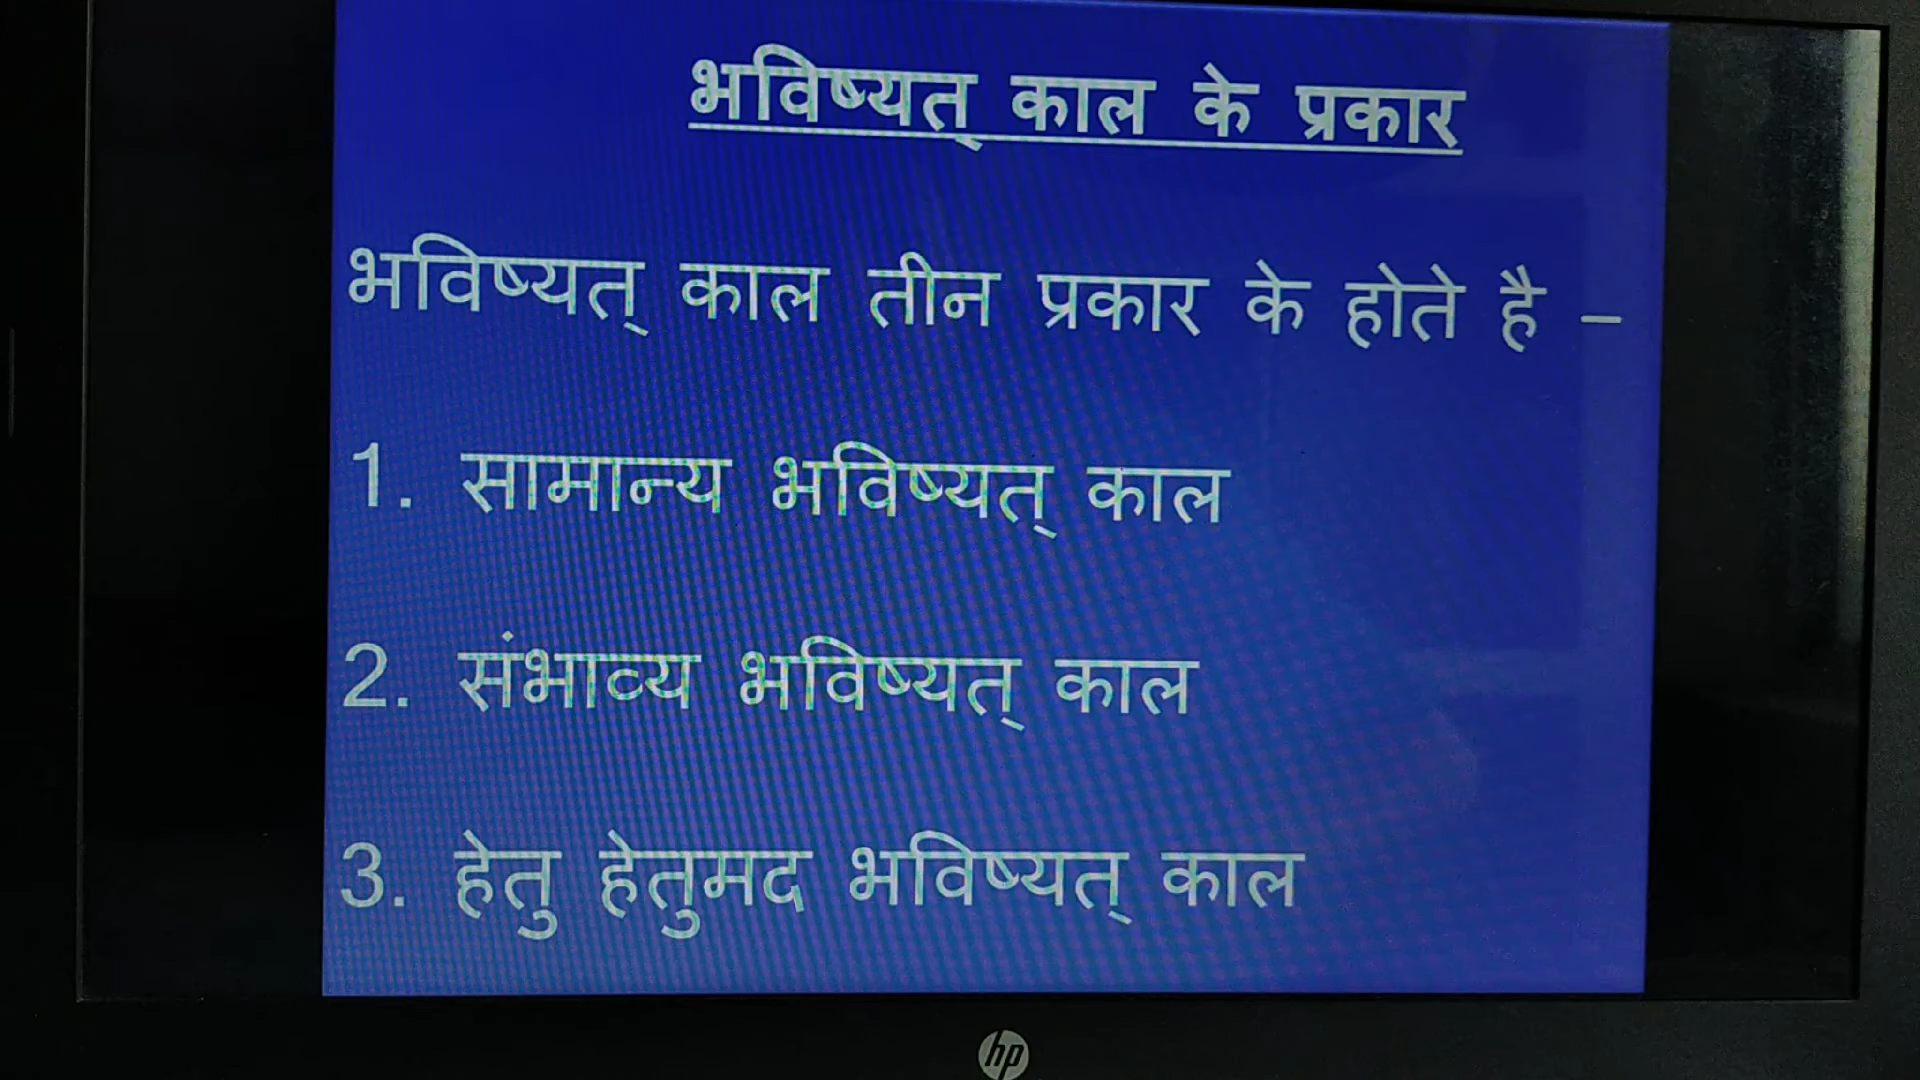 भविष्यत् काल के प्रकार
भविष्यत् काल तीन प्रकार के होते है –
1. सामान्य भविष्यत् काल
2. संभाव्य भविष्यत् काल
3. हेतु हेतुमद भविष्यत् काल
hp